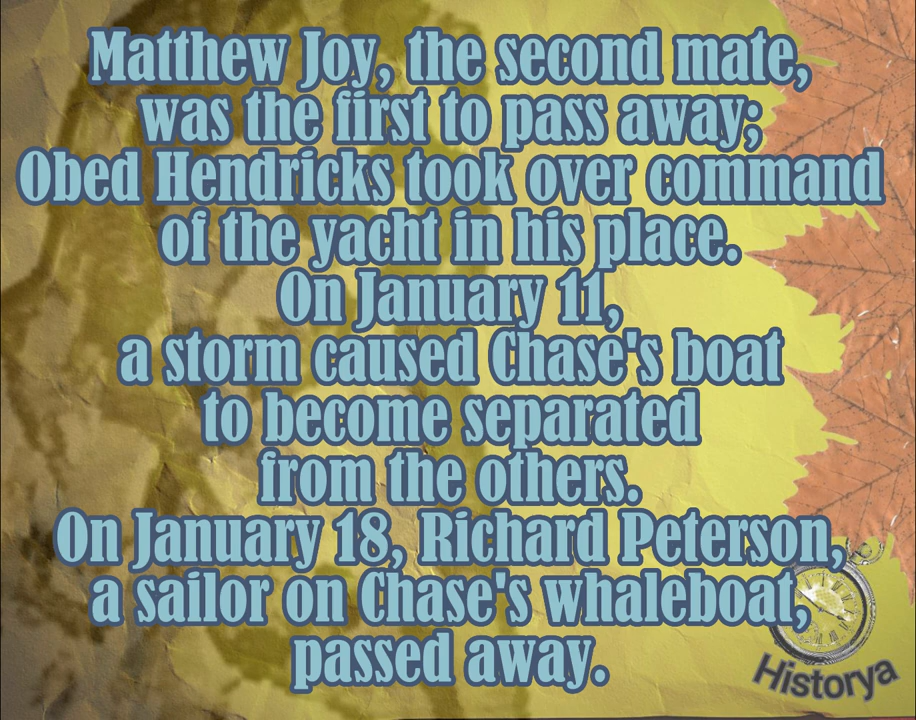 Matthew Joy, the second mate,
was the first to pass away;
Obed Hendricks took over command
of the yacht in his place.
On January 11,
a storm caused Chase's boat
to become separated
from the others.
On January 18, Richard Peterson,
a sailor on Chase's whaleboat,
passed away.
Historya